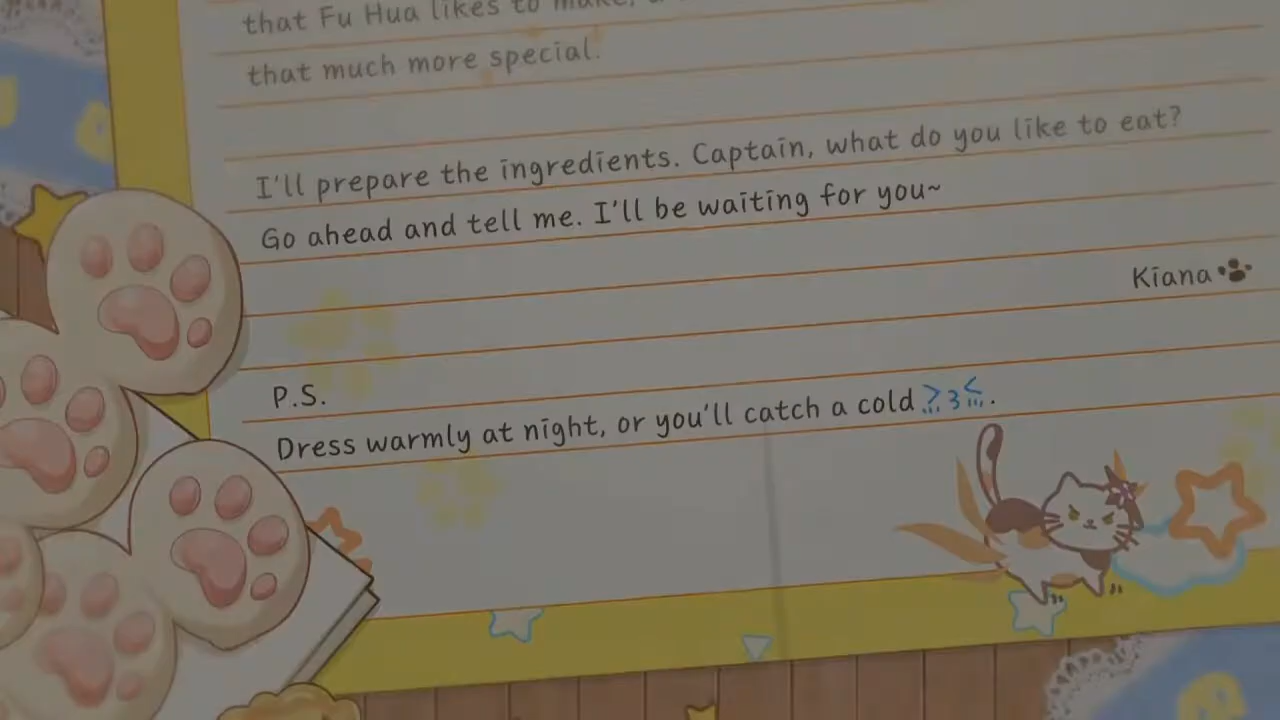 that Fu Hua likes to make,
that much more special.
I'll prepare the ingredients. Captain, what do you like to eat?
Go ahead and tell me. I'll be waiting for you~
Kiana
P.S.
Dress warmly at night, or you'll catch a cold >3<.